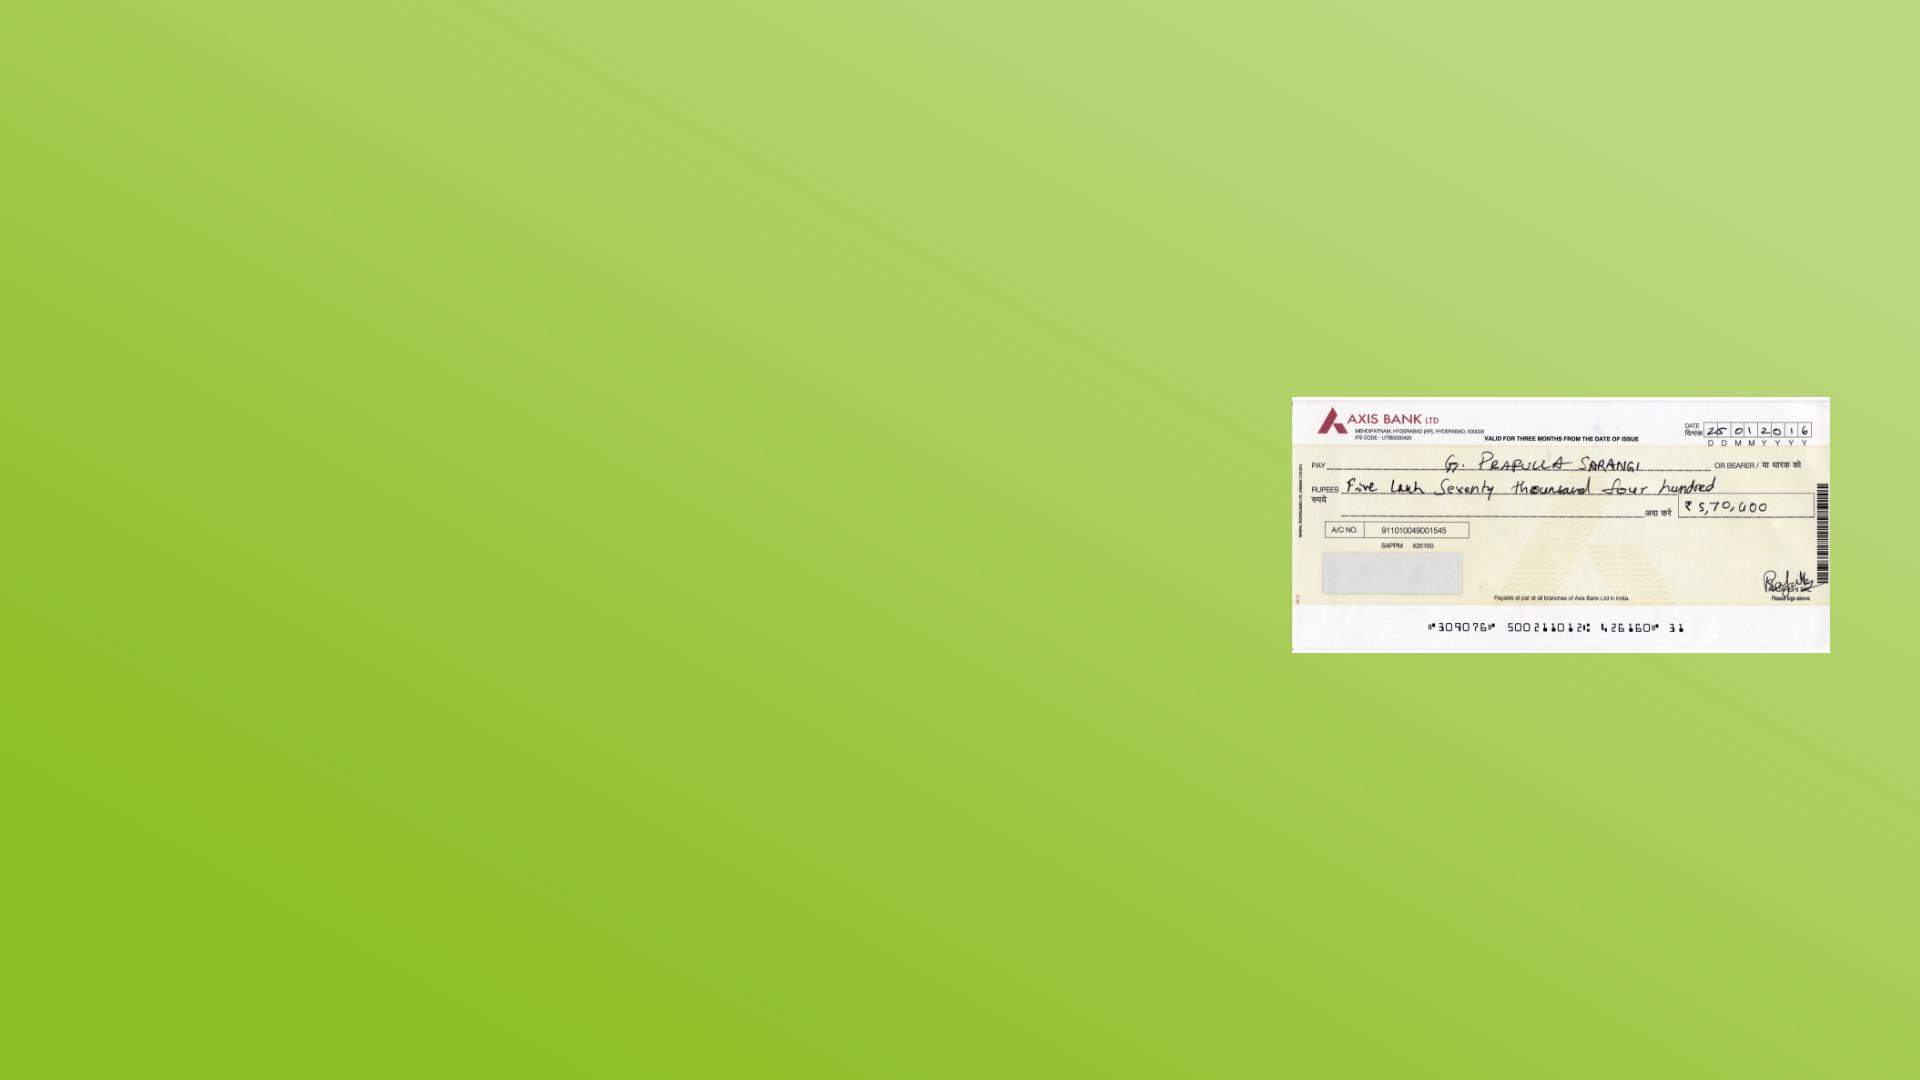 AXIS BANK LTD
MEHDIPATNAM, HYDERABAD [AP], HYDERABAD, 500028
IFS CODE - UTIB0000426
VALID FOR THREE MONTHS FROM THE DATE OF ISSUE
DATE
दिनांक
25 01 2016
D D M M Y Y Y Y
PAY G. PRAFULLA SARANGI OR BEARER / या धारक को
RUPEES Five Lakh Seventy thousand four hundred
रुपये
अदा करें ₹ 5,70,400
A/C NO. 911010049001545
SAPPM 426160
Payable at par at all branches of Axis Bank Ltd in India.
Please sign above
⑈309076⑈ 500211012⑆ 426160⑈ 31